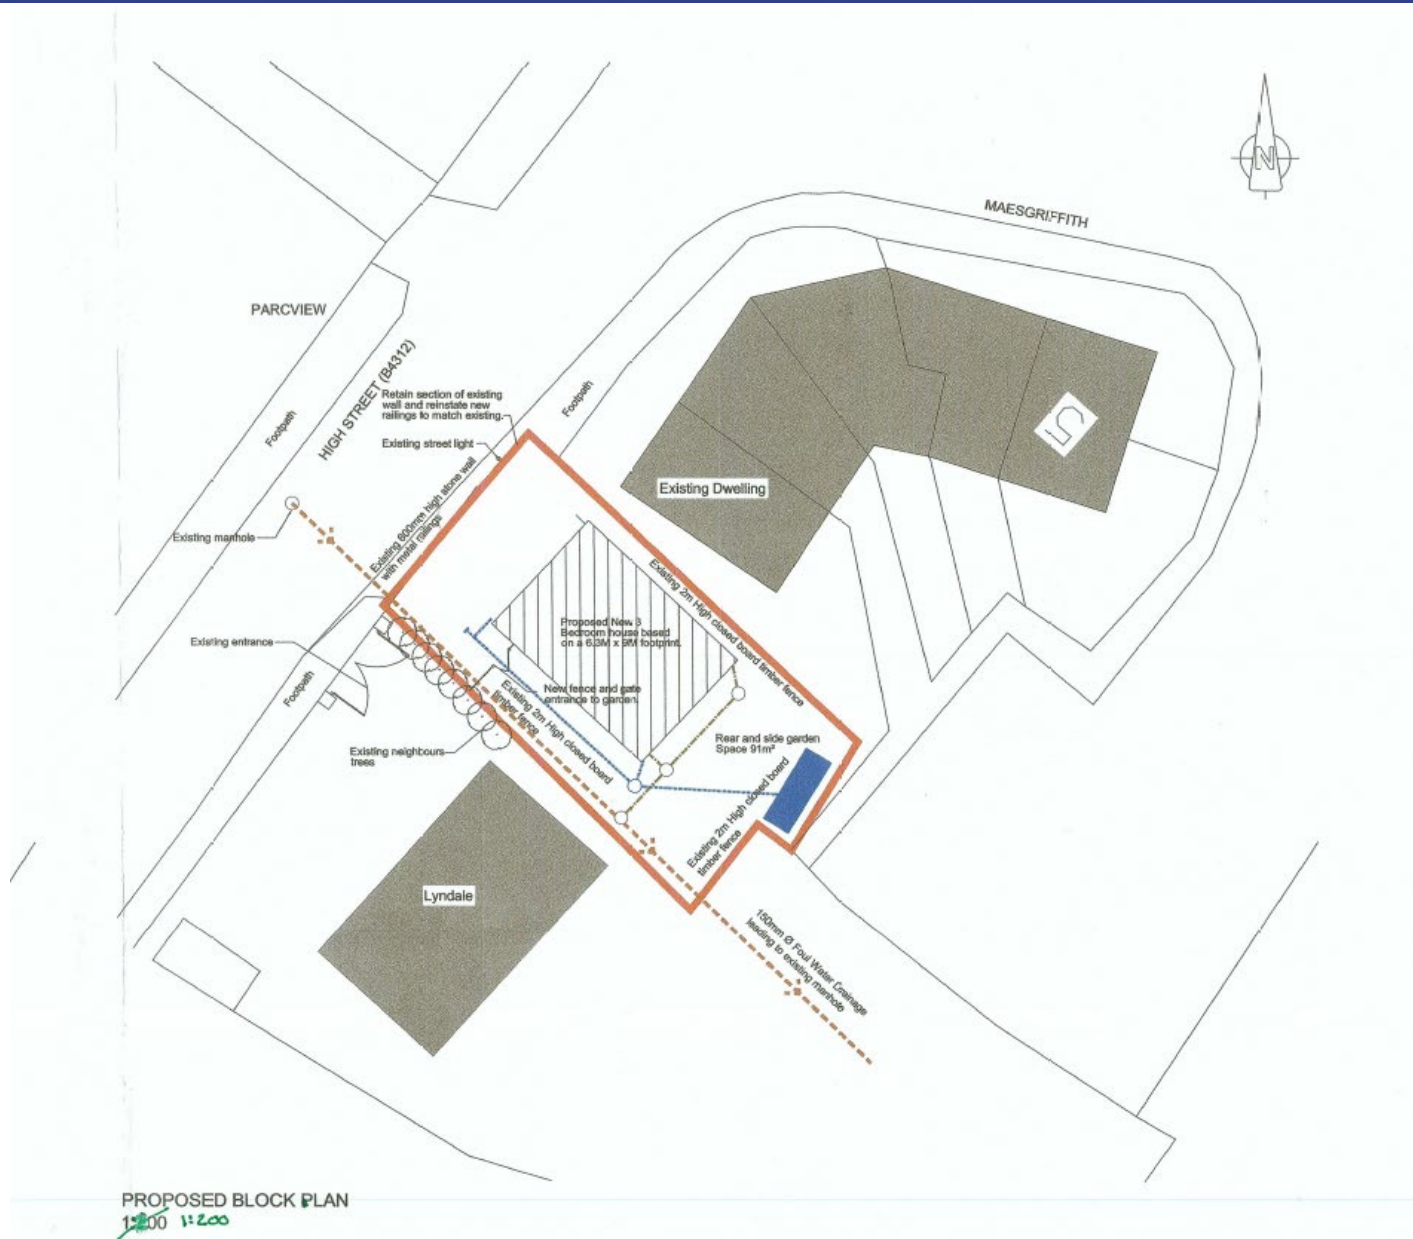 N
MAESGRIFFITH
PARCVIEW
HIGH STREET (B4312)
Footpath
Footpath
Retain section of existing
wall and reinstate new
railings to match existing.
Existing street light
Existing 600mm high stone wall
with metal railings
Existing manhole
Existing entrance
Footpath
Existing neighbours
trees
Existing Dwelling
5
Existing 2m High closed board timber fence
Proposed New 3
Bedroom house based
on a 6.3M x 9M footprint.
New fence and gate
entrance to garden.
Existing 2m High closed board
timber fence
Rear and side garden
Space 91m²
Existing 2m High closed board
timber fence
Lyndale
150mm Ø Foul Water Drainage
leading to existing manhole
PROPOSED BLOCK PLAN
1:200